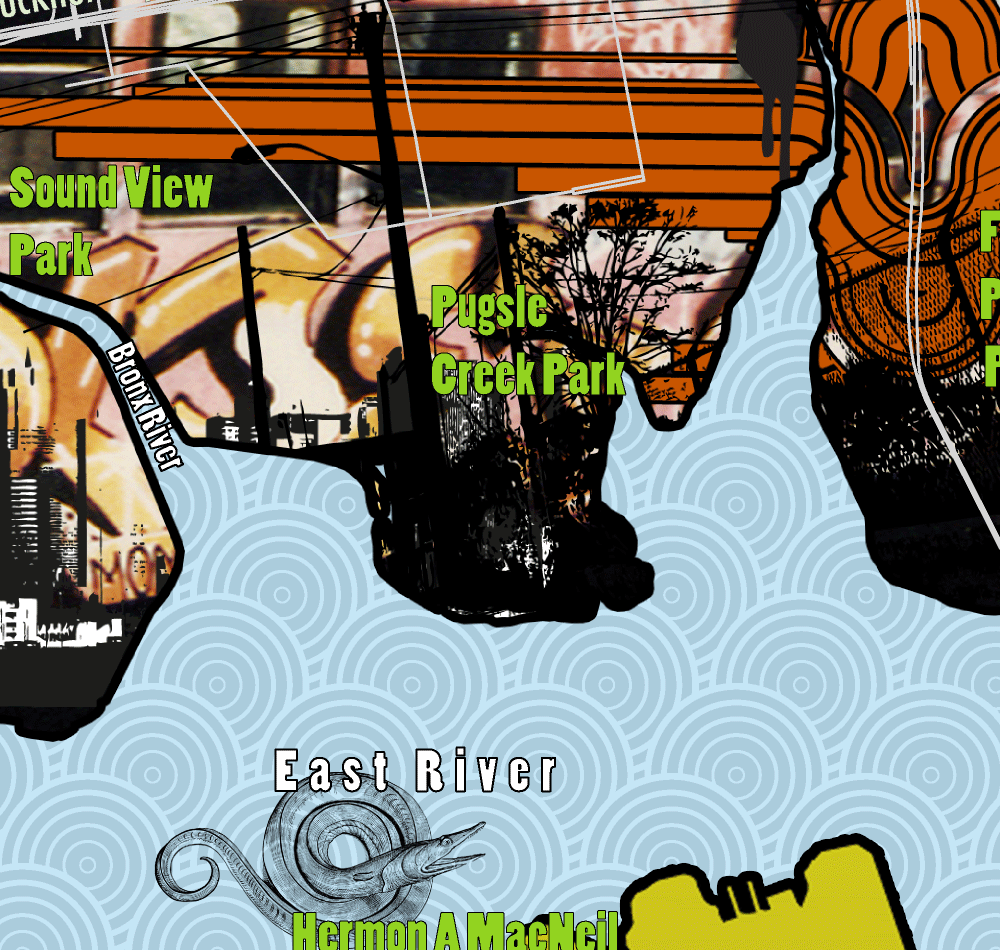 Sound View
Park
Pugsle
Creek Park
Bronx River
East River
Hermon A MacNeil